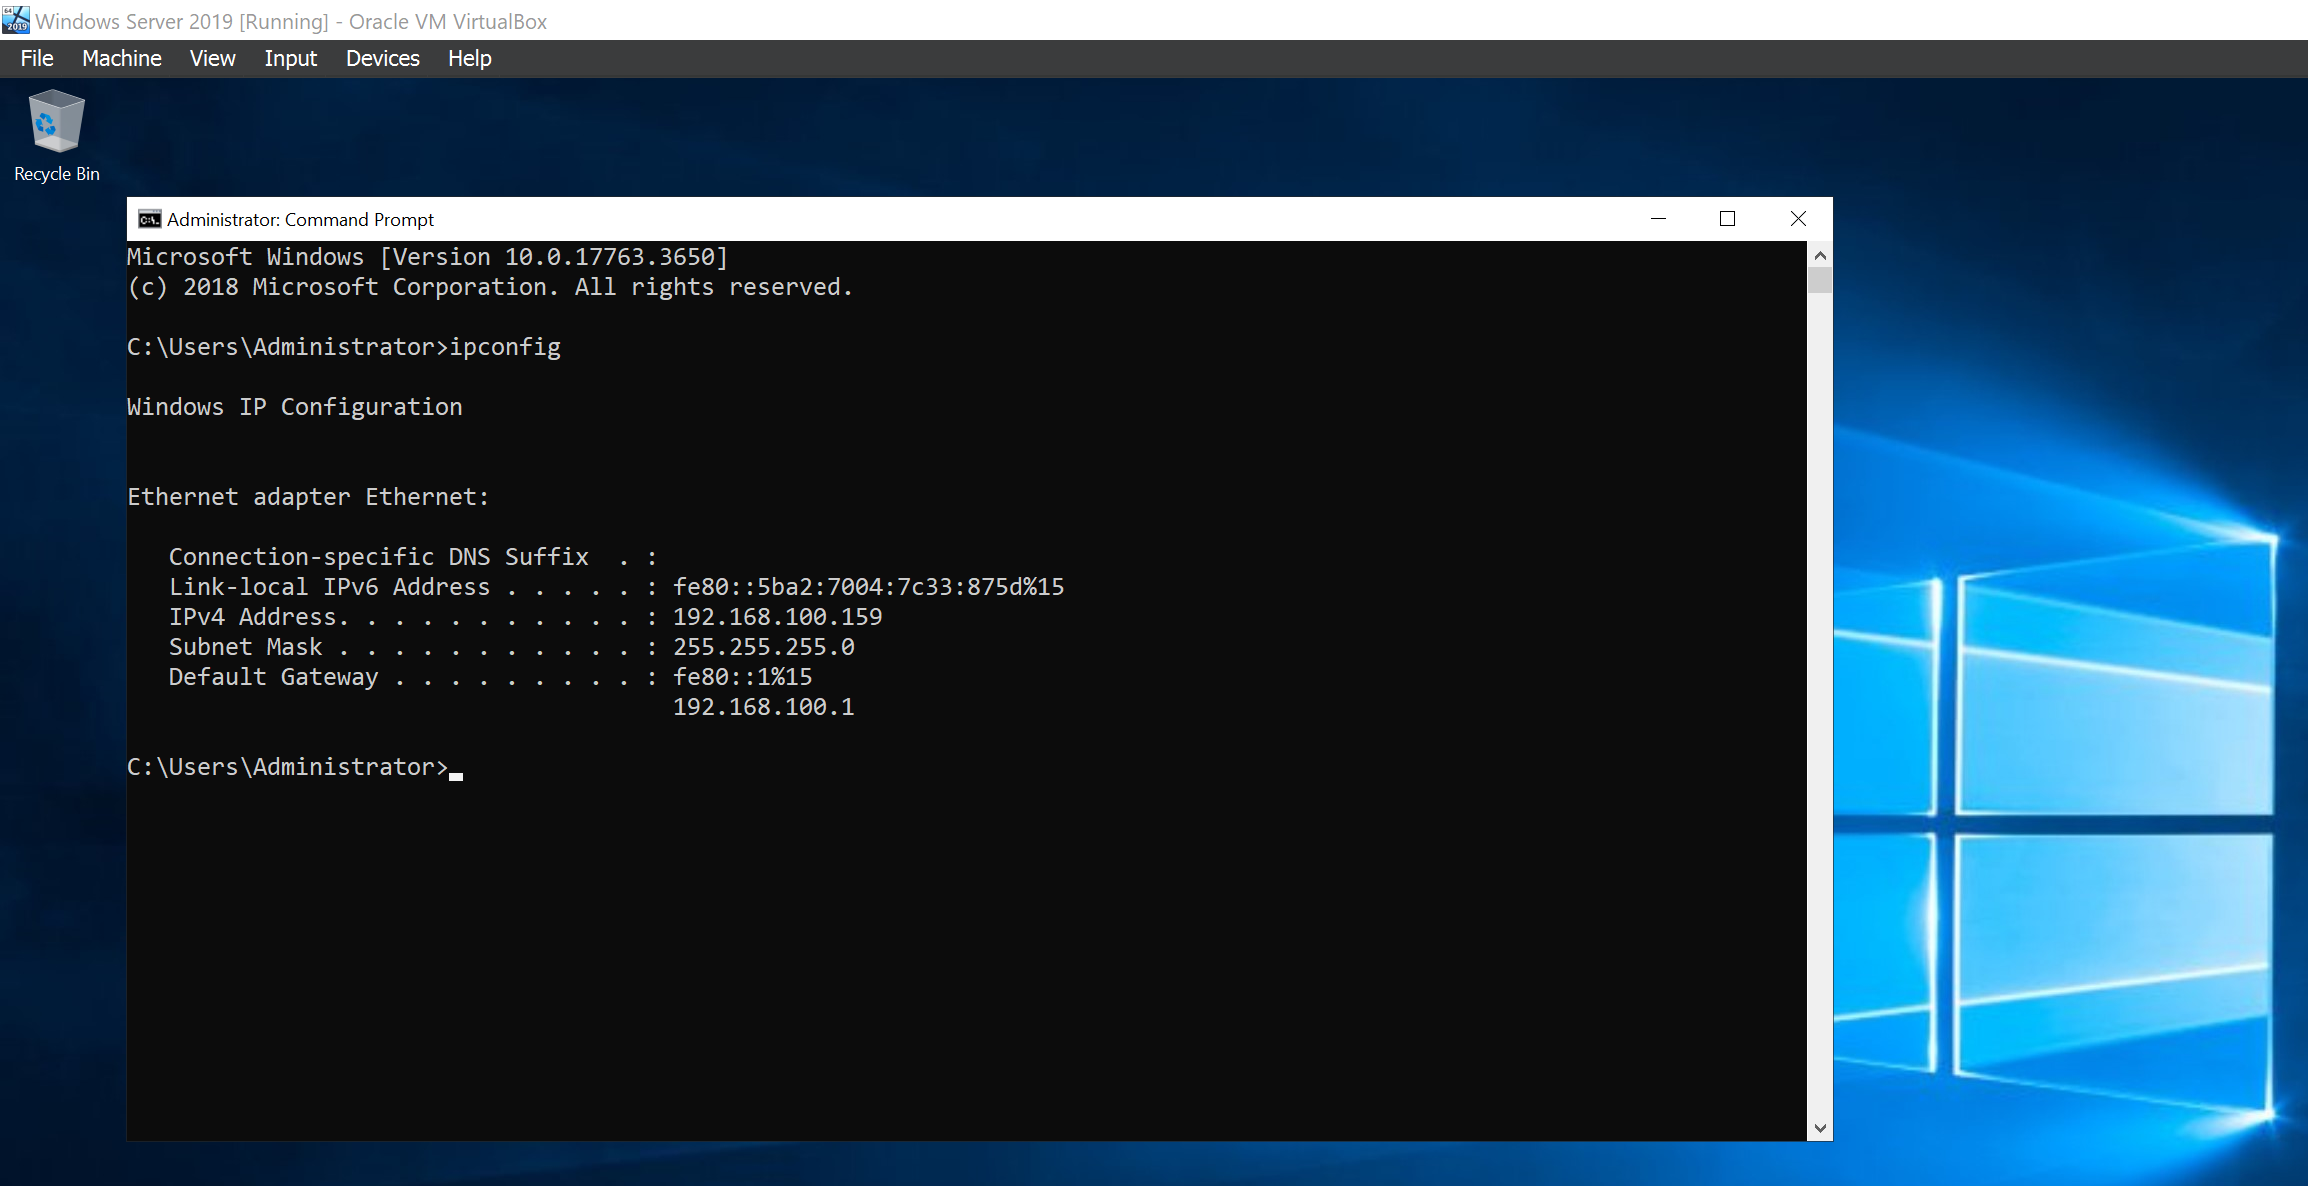 64
2019
Windows Server 2019 [Running] - Oracle VM VirtualBox
File Machine View Input Devices Help
Recycle Bin
C:\.
Administrator: Command Prompt
Microsoft Windows [Version 10.0.17763.3650]
(c) 2018 Microsoft Corporation. All rights reserved.
C:\Users\Administrator>ipconfig
Windows IP Configuration
Ethernet adapter Ethernet:
Connection-specific DNS Suffix  . :
Link-local IPv6 Address . . . . . : fe80::5ba2:7004:7c33:875d%15
IPv4 Address. . . . . . . . . . . : 192.168.100.159
Subnet Mask . . . . . . . . . . . : 255.255.255.0
Default Gateway . . . . . . . . . : fe80::1%15
192.168.100.1
C:\Users\Administrator>